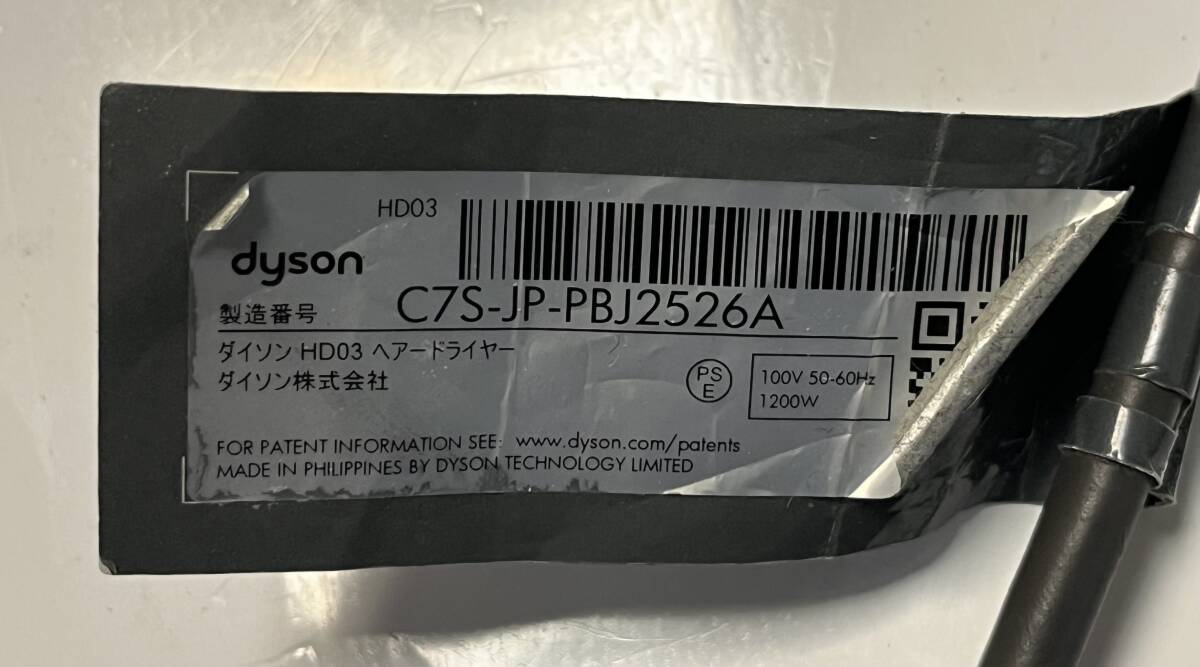 HD03
dyson
製造番号 C7S-JP-PBJ2526A
ダイソン HD03 ヘアードライヤー
ダイソン株式会社
PS
E
100V 50-60Hz
1200W
FOR PATENT INFORMATION SEE: www.dyson.com/patents
MADE IN PHILIPPINES BY DYSON TECHNOLOGY LIMITED